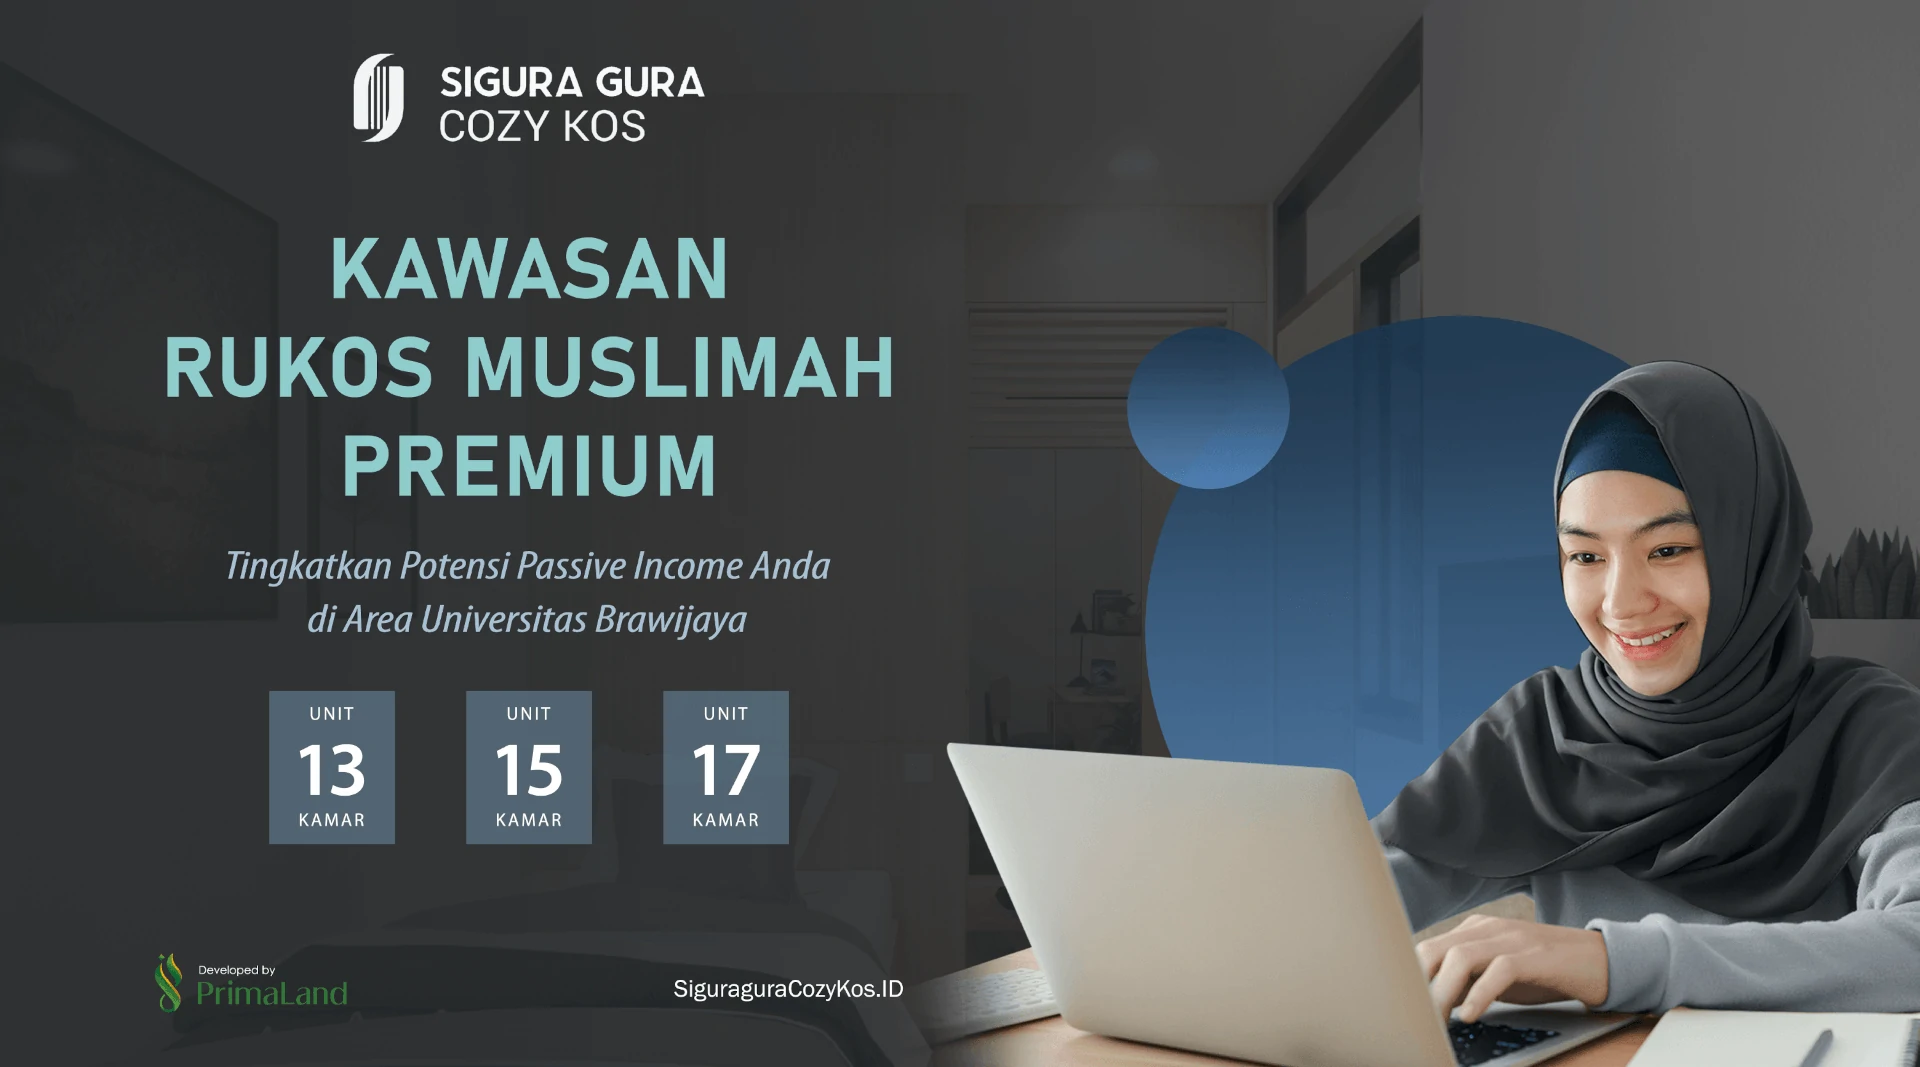 SIGURA GURA
COZY KOS
KAWASAN
RUKOS MUSLIMAH
PREMIUM
Tingkatkan Potensi Passive Income Anda
di Area Universitas Brawijaya
UNIT
13
KAMAR
UNIT
15
KAMAR
UNIT
17
KAMAR
Developed by
PrimaLand
SiguraguraCozyKos.ID